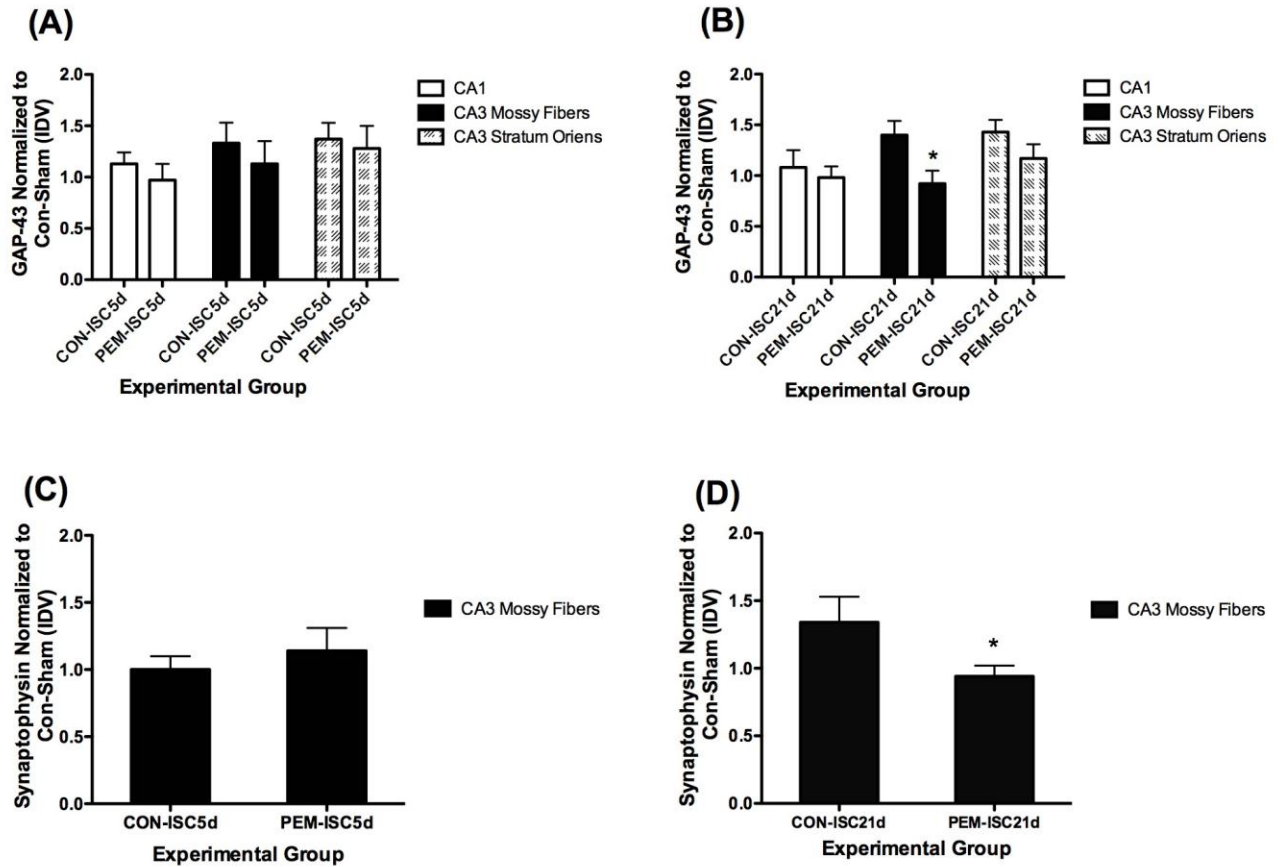 (A)
GAP-43 Normalized to
Con-Sham (IDV)
2.0
1.5
1.0
0.5
0.0
CON-ISC5d
PEM-ISC5d
CON-ISC5d
PEM-ISC5d
CON-ISC5d
PEM-ISC5d
Experimental Group
CA1
CA3 Mossy Fibers
CA3 Stratum Oriens
(B)
GAP-43 Normalized to
Con-Sham (IDV)
2.0
1.5
1.0
0.5
0.0
*
CON-ISC21d
PEM-ISC21d
CON-ISC21d
PEM-ISC21d
CON-ISC21d
PEM-ISC21d
Experimental Group
CA1
CA3 Mossy Fibers
CA3 Stratum Oriens
(C)
Synaptophysin Normalized to
Con-Sham (IDV)
2.0
1.5
1.0
0.5
0.0
CON-ISC5d
PEM-ISC5d
Experimental Group
CA3 Mossy Fibers
(D)
Synaptophysin Normalized to
Con-Sham (IDV)
2.0
1.5
1.0
0.5
0.0
*
CON-ISC21d
PEM-ISC21d
Experimental Group
CA3 Mossy Fibers